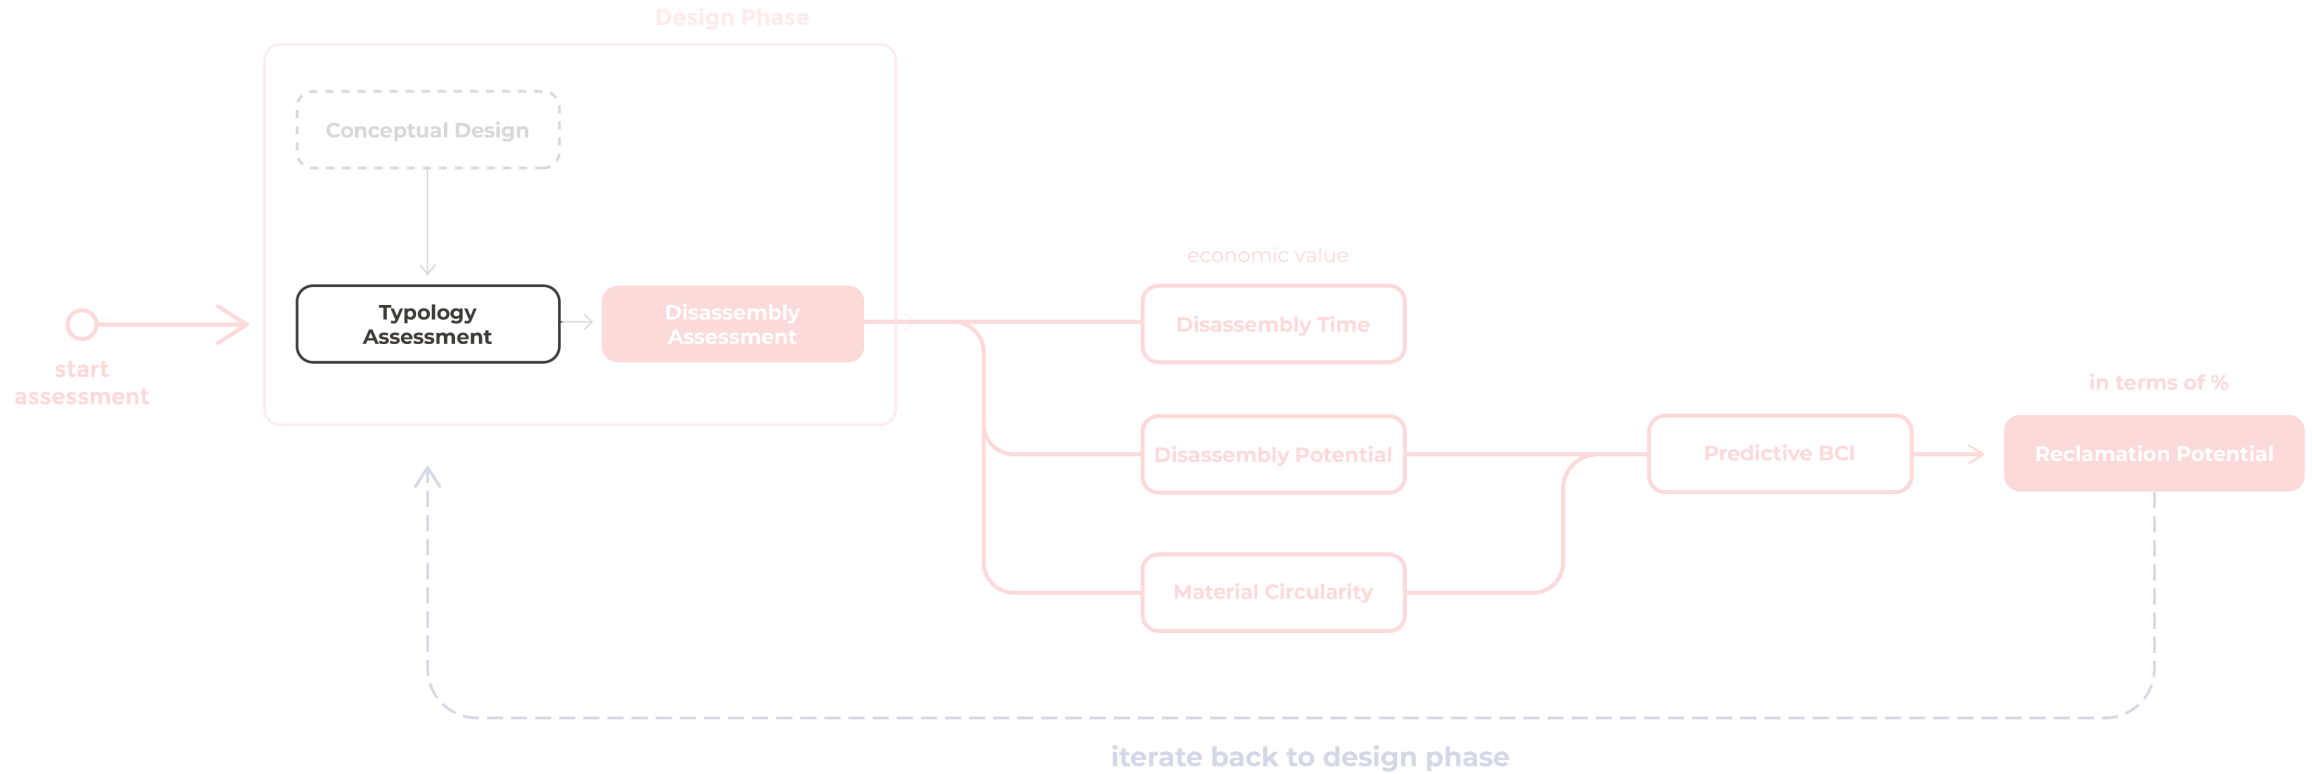 Design Phase
Conceptual Design
Typology
Assessment
Disassembly
Assessment
start
assessment
economic value
Disassembly Time
Disassembly Potential
Material Circularity
Predictive BCI
in terms of %
Reclamation Potential
iterate back to design phase